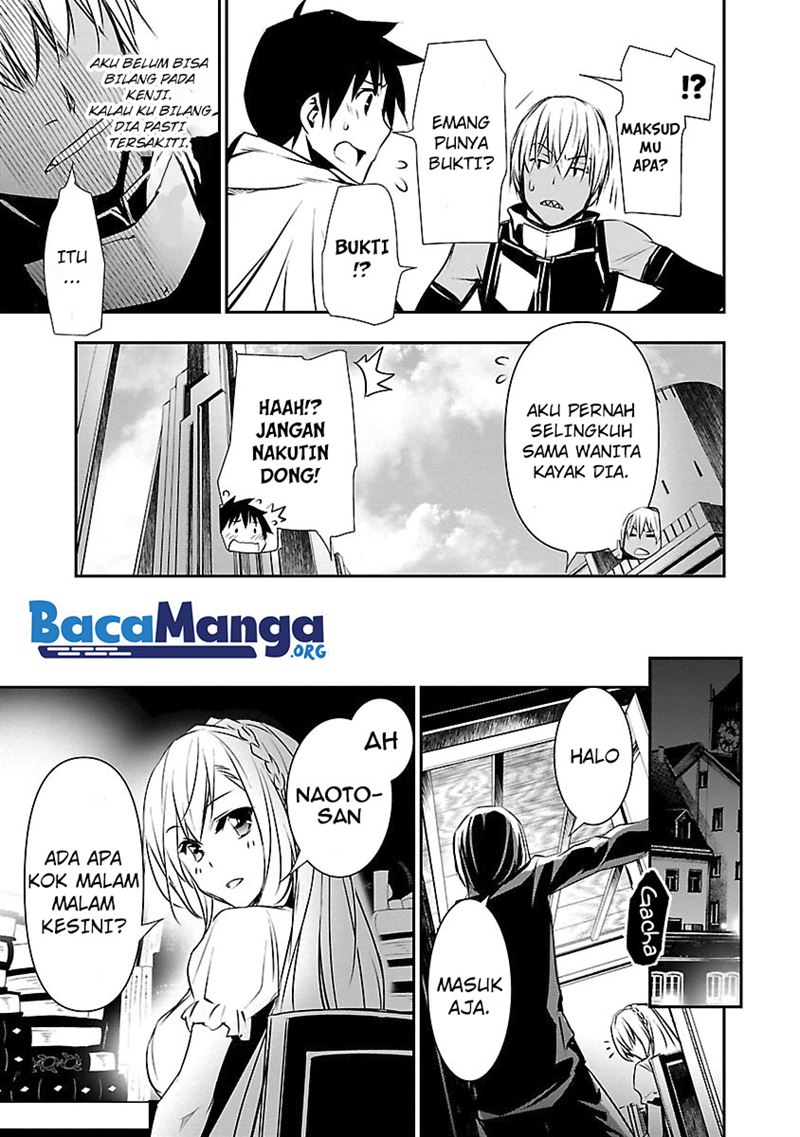 !?
MAKSUD
MU
APA?
EMANG
PUNYA
BUKTI?
BUKTI
!?
AKU BELUM BISA
BILANG PADA
KENJI.
KALAU KU BILANG
DIA PASTI
TERSAKITI.
ITU
...
AKU PERNAH
SELINGKUH
SAMA WANITA
KAYAK DIA.
HAAH!?
JANGAN
NAKUTIN
DONG!
BacaManga
.ORG
Gacha
HALO
MASUK
AJA.
AH
NAOTO-
SAN
ADA APA
KOK MALAM
MALAM
KESINI?